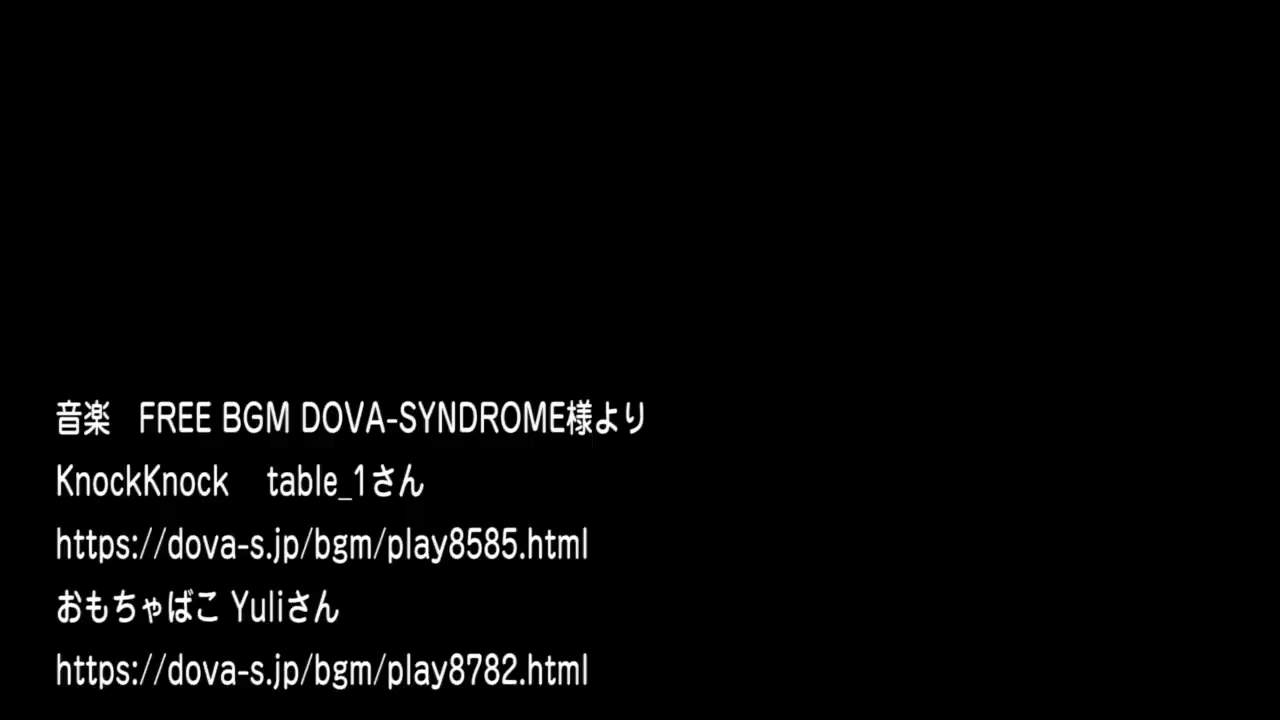 音楽　FREE BGM DOVA-SYNDROME様より
KnockKnock　table_1さん
https://dova-s.jp/bgm/play8585.html
おもちゃばこ Yuliさん
https://dova-s.jp/bgm/play8782.html